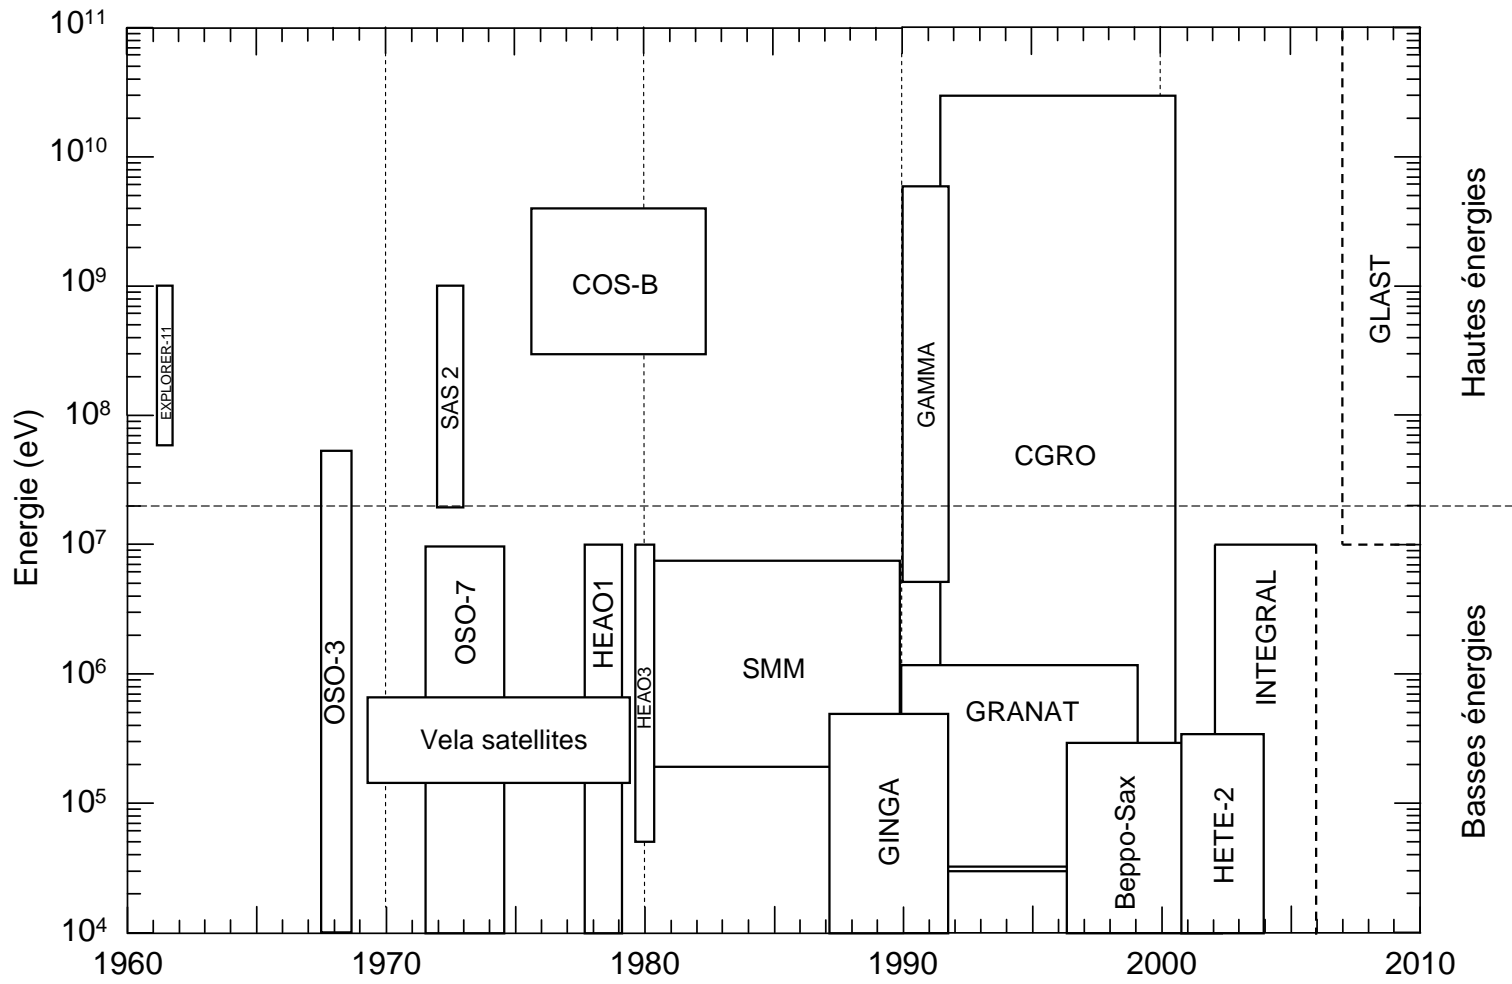 10¹¹
10¹⁰
10⁹
10⁸
10⁷
10⁶
10⁵
10⁴
Energie (eV)
1960
1970
1980
1990
2000
2010
Hautes énergies
Basses énergies
EXPLORER-11
OSO-3
SAS 2
OSO-7
Vela satellites
COS-B
HEAO1
HEAO3
SMM
GINGA
GAMMA
CGRO
GRANAT
Beppo-Sax
HETE-2
INTEGRAL
GLAST